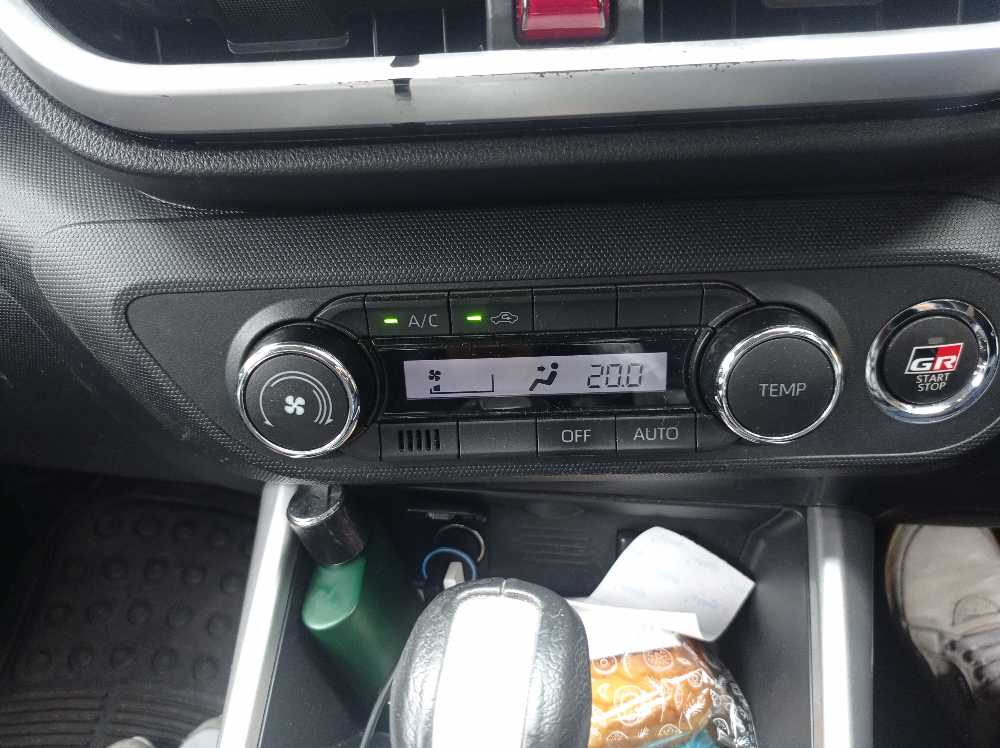 A/C
20.0
TEMP
GR
START
STOP
OFF AUTO